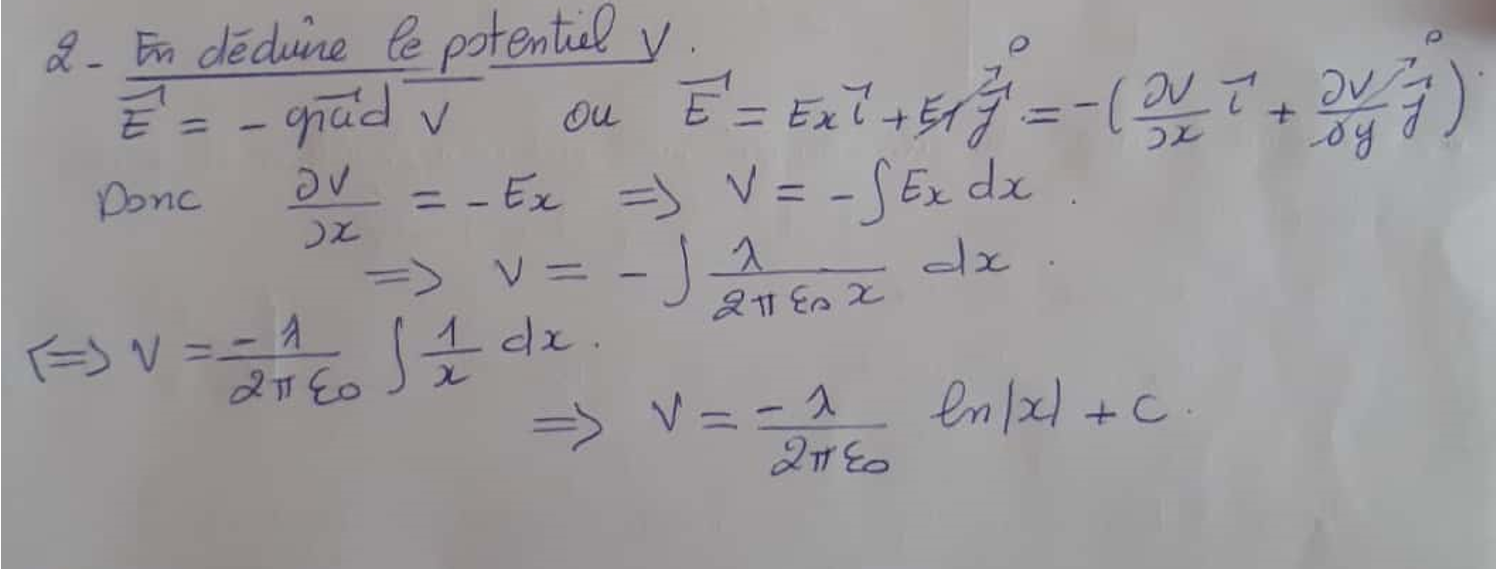 2 - En déduire le potentiel V.
E⃗ = - grad⃗ V ou E⃗ = Ex i⃗ + Ey j⃗ = - (∂V/∂x i⃗ + ∂V/∂y j⃗)
Donc ∂V/∂x = - Ex => V = - ∫ Ex dx.
=> V = - ∫ λ/(2π ε0 x) dx.
<=> V = -λ/(2π ε0) ∫ 1/x dx.
=> V = -λ/(2π ε0) ln|x| + C.